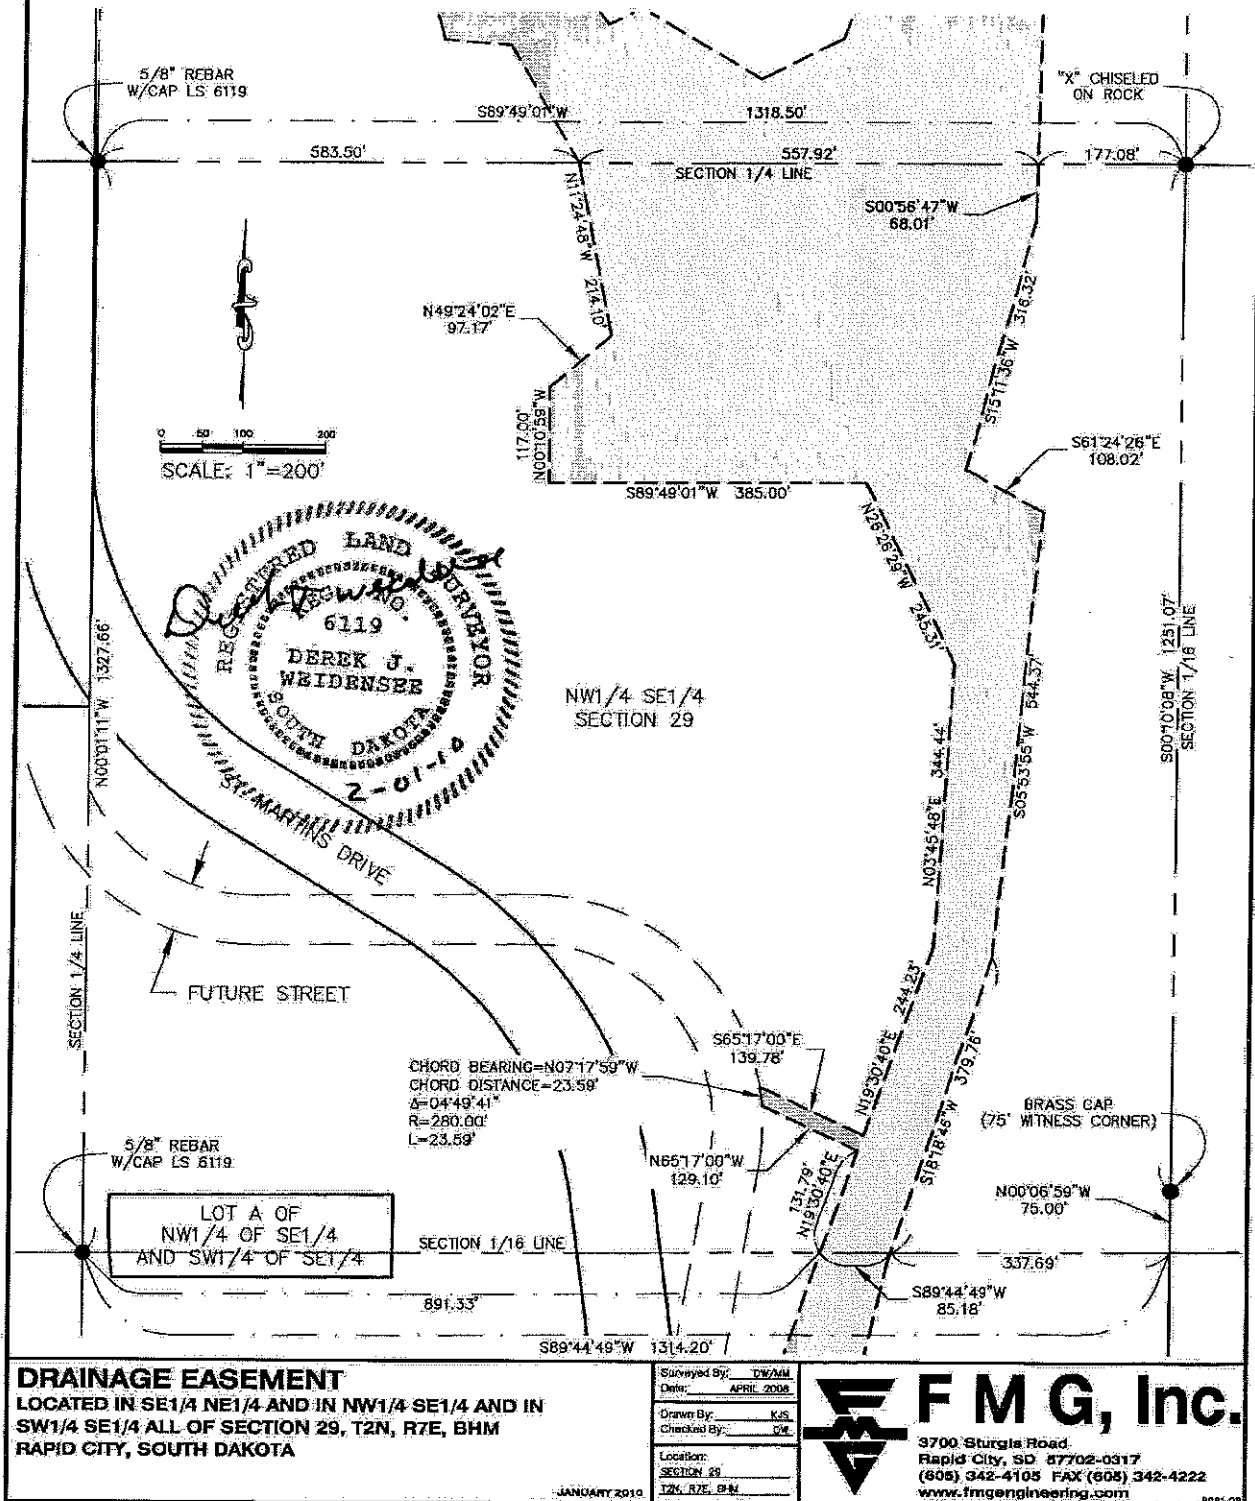 5/8" REBAR
W/CAP LS 6119
"X" CHISELED
ON ROCK
S89°49'01"W
1318.50'
583.50'
557.92'
177.08'
SECTION 1/4 LINE
S00°56'47"W
68.01'
N11°24'48"W 214.10'
S15°11'36"W 316.32'
N49°24'02"E
97.17'
117.00'
N00°10'59"W
0 50 100 200
SCALE: 1"=200'
S61°24'26"E
108.02'
S89°49'01"W 385.00'
N26°26'29"W 245.31'
REGISTERED LAND SURVEYOR
REG. NO.
6119
DEREK J.
WEIDENSEE
SOUTH DAKOTA
2-01-10
N00°01'11"W 1327.66'
NW1/4 SE1/4
SECTION 29
S00°10'08"W 1251.07'
SECTION 1/16 LINE
N03°45'48"E 344.44'
S05°53'55"W 544.37'
ST. MARTINS DRIVE
SECTION 1/4 LINE
FUTURE STREET
S65°17'00"E
139.78'
N19°30'40"E 244.23'
S18°18'46"W 379.76'
CHORD BEARING=N07°17'59"W
CHORD DISTANCE=23.59'
Δ=04°49'41"
R=280.00'
L=23.59'
BRASS CAP
(75' WITNESS CORNER)
5/8" REBAR
W/CAP LS 6119
N65°17'00"W
129.10'
131.79'
N19°30'40"E
N00°06'59"W
75.00'
LOT A OF
NW1/4 OF SE1/4
AND SW1/4 OF SE1/4
SECTION 1/16 LINE
337.69'
S89°44'49"W
85.18'
891.33'
S89°44'49"W 1314.20'
DRAINAGE EASEMENT
LOCATED IN SE1/4 NE1/4 AND IN NW1/4 SE1/4 AND IN
SW1/4 SE1/4 ALL OF SECTION 29, T2N, R7E, BHM
RAPID CITY, SOUTH DAKOTA
JANUARY 2010
Surveyed By: DW/MM
Date: APRIL 2008
Drawn By: KJS
Checked By: DW
Location:
SECTION 29
T2N, R7E, BHM
FMG
F M G, Inc.
3700 Sturgis Road
Rapid City, SD 57702-0317
(605) 342-4105 FAX (605) 342-4222
www.fmgengineering.com